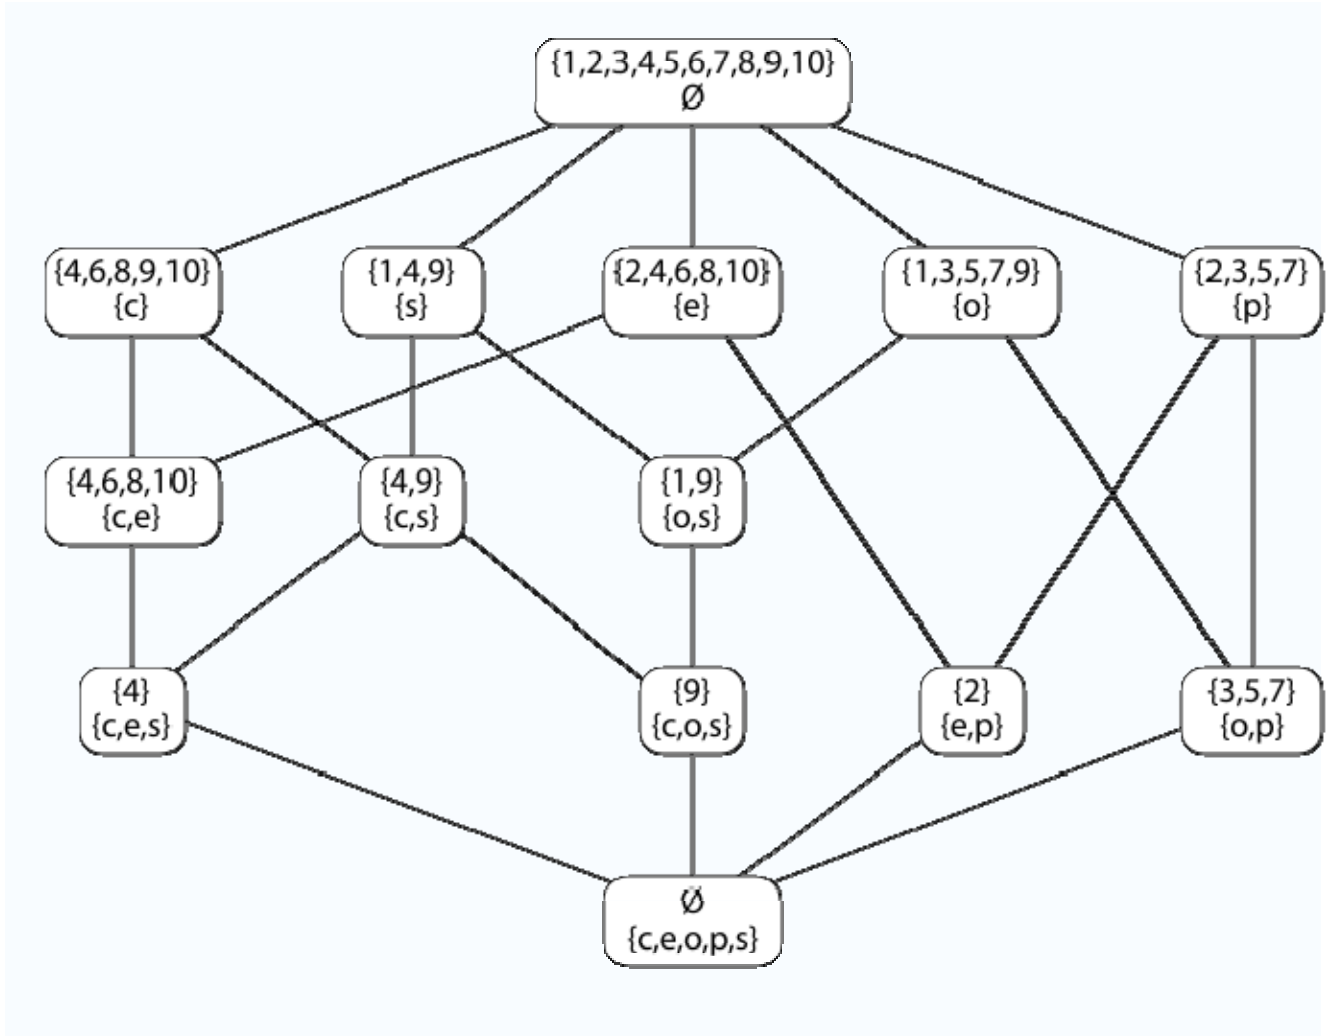 {1,2,3,4,5,6,7,8,9,10}
Ø
{4,6,8,9,10}
{c}
{1,4,9}
{s}
{2,4,6,8,10}
{e}
{1,3,5,7,9}
{o}
{2,3,5,7}
{p}
{4,6,8,10}
{c,e}
{4,9}
{c,s}
{1,9}
{o,s}
{4}
{c,e,s}
{9}
{c,o,s}
{2}
{e,p}
{3,5,7}
{o,p}
Ø
{c,e,o,p,s}